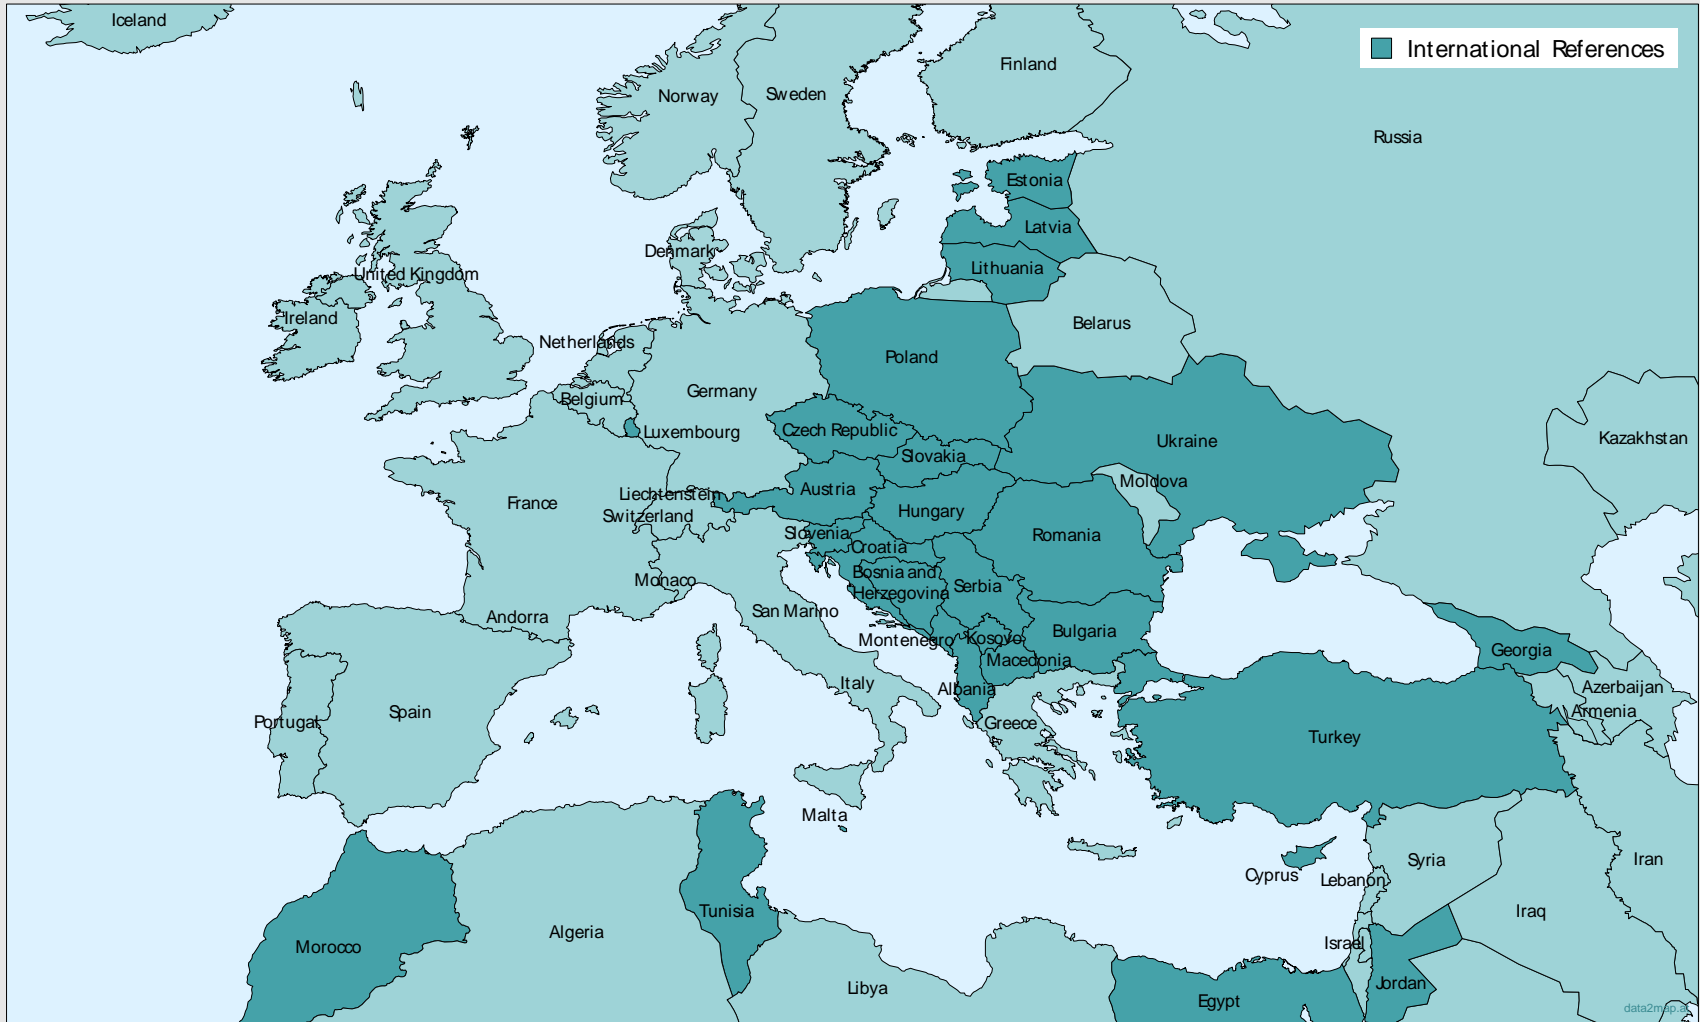 Iceland
International References
Finland
Norway
Sweden
Russia
Estonia
Latvia
Denmark
Lithuania
United Kingdom
Ireland
Belarus
Netherlands
Poland
Germany
Belgium
Czech Republic
Luxembourg
Kazakhstan
Ukraine
Slovakia
Moldova
Austria
Liechtenstein
France
Hungary
Switzerland
Slovenia
Romania
Croatia
Bosnia and
Herzegovina
Monaco
Serbia
San Marino
Andorra
Bulgaria
Montenegro
Kosovo
Georgia
Macedonia
Italy
Albania
Azerbaijan
Armenia
Spain
Portugal
Greece
Turkey
Malta
Syria
Iran
Cyprus
Lebanon
Tunisia
Iraq
Algeria
Israel
Morocco
Jordan
Libya
Egypt
data2map.a